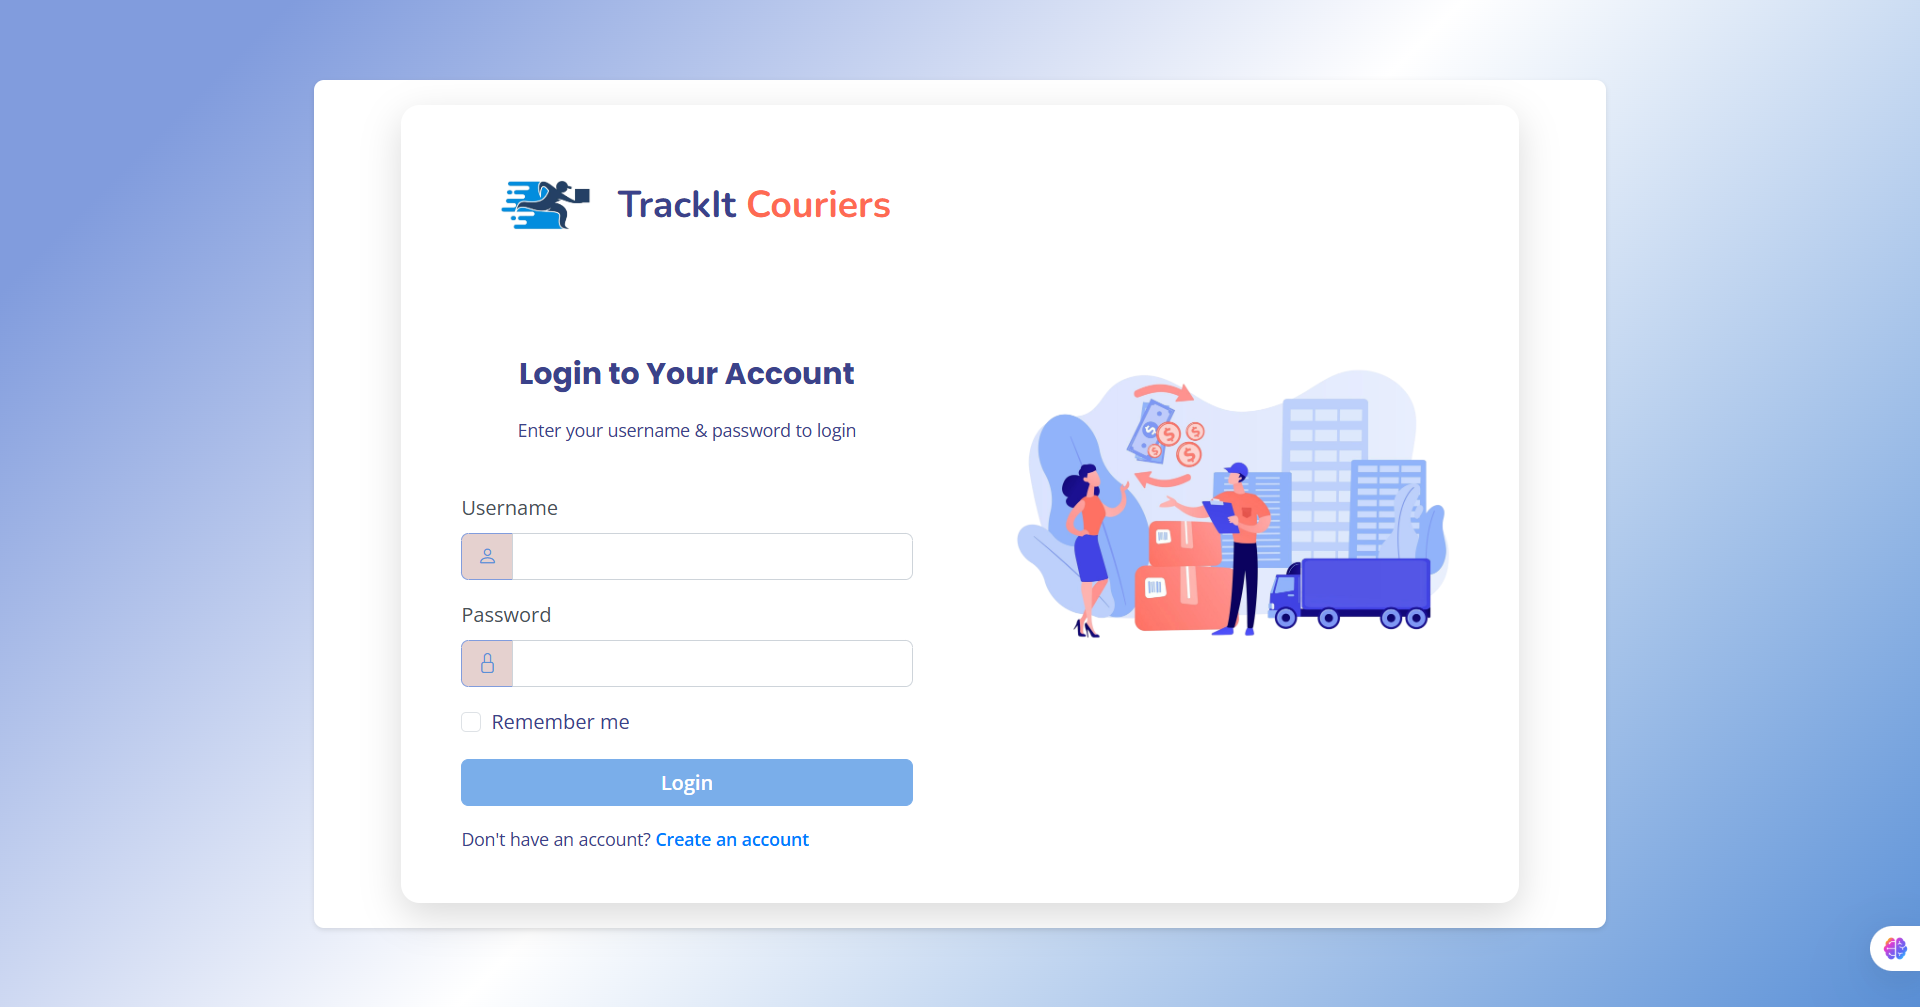 TrackIt Couriers
Login to Your Account
Enter your username & password to login
Username
Password
Remember me
Login
Don't have an account? Create an account